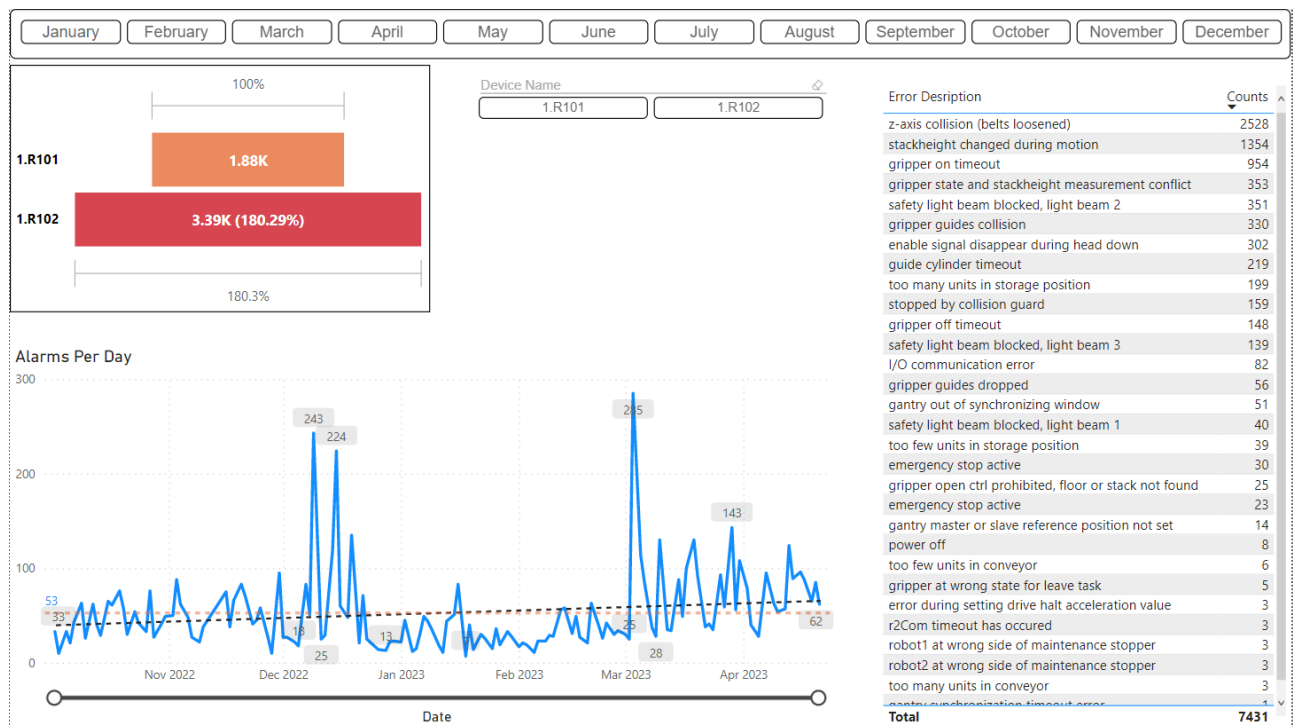 January February March April May June July August September October November December
100%
1.R101
1.88K
1.R102
3.39K (180.29%)
180.3%
Device Name
1.R101 1.R102
Alarms Per Day
300
200
100
0
53
33
243
224
18
25
13
7
285
25
28
143
62
Nov 2022 Dec 2022 Jan 2023 Feb 2023 Mar 2023 Apr 2023
Date
Error Desription Counts
z-axis collision (belts loosened) 2528
stackheight changed during motion 1354
gripper on timeout 954
gripper state and stackheight measurement conflict 353
safety light beam blocked, light beam 2 351
gripper guides collision 330
enable signal disappear during head down 302
guide cylinder timeout 219
too many units in storage position 199
stopped by collision guard 159
gripper off timeout 148
safety light beam blocked, light beam 3 139
I/O communication error 82
gripper guides dropped 56
gantry out of synchronizing window 51
safety light beam blocked, light beam 1 40
too few units in storage position 39
emergency stop active 30
gripper open ctrl prohibited, floor or stack not found 25
emergency stop active 23
gantry master or slave reference position not set 14
power off 8
too few units in conveyor 6
gripper at wrong state for leave task 5
error during setting drive halt acceleration value 3
r2Com timeout has occured 3
robot1 at wrong side of maintenance stopper 3
robot2 at wrong side of maintenance stopper 3
too many units in conveyor 3
gantry synchronization timeout error 1
Total 7431